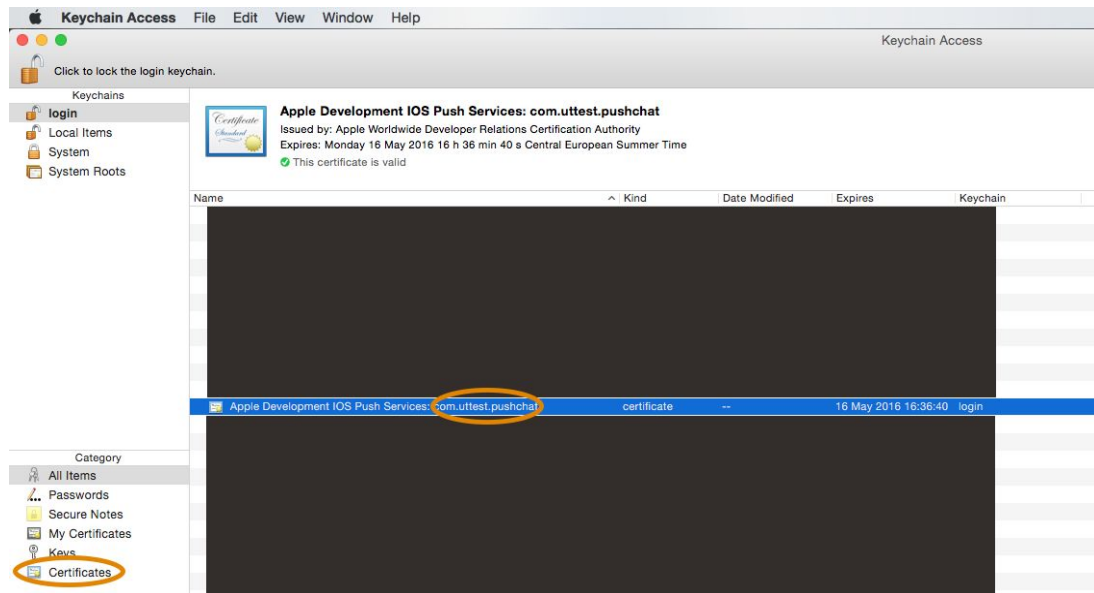 Keychain Access File Edit View Window Help
Keychain Access
Click to lock the login keychain.
Keychains
login
Local Items
System
System Roots
Certificate
Standard
Apple Development IOS Push Services: com.uttest.pushchat
Issued by: Apple Worldwide Developer Relations Certification Authority
Expires: Monday 16 May 2016 16 h 36 min 40 s Central European Summer Time
This certificate is valid
Name Kind Date Modified Expires Keychain
Apple Development IOS Push Services: com.uttest.pushchat certificate -- 16 May 2016 16:36:40 login
Category
All Items
Passwords
Secure Notes
My Certificates
Keys
Certificates